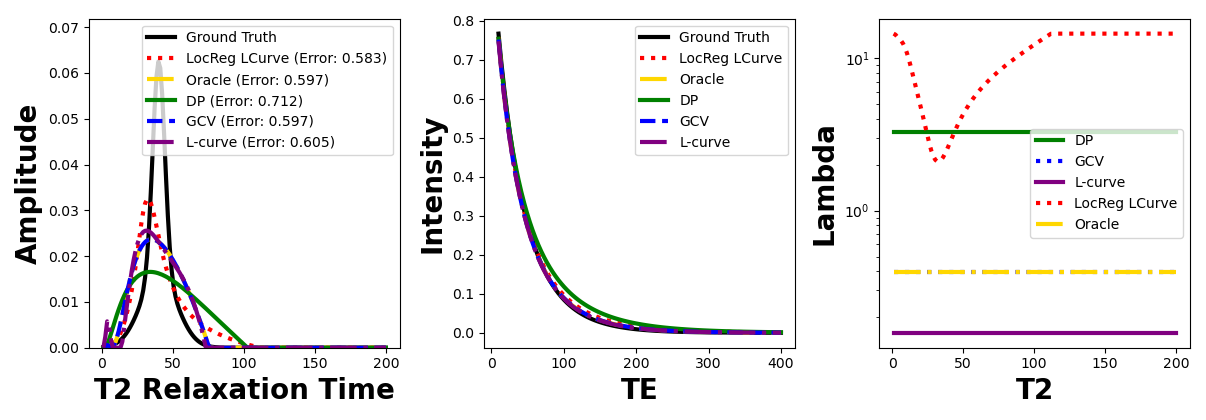 0.07
0.06
0.05
0.04
0.03
0.02
0.01
0.00
Amplitude
Ground Truth
LocReg LCurve (Error: 0.583)
Oracle (Error: 0.597)
DP (Error: 0.712)
GCV (Error: 0.597)
L-curve (Error: 0.605)
0 50 100 150 200
T2 Relaxation Time
0.8
0.7
0.6
0.5
0.4
0.3
0.2
0.1
0.0
Intensity
Ground Truth
LocReg LCurve
Oracle
DP
GCV
L-curve
0 100 200 300 400
TE
10¹
10⁰
Lambda
DP
GCV
L-curve
LocReg LCurve
Oracle
0 50 100 150 200
T2